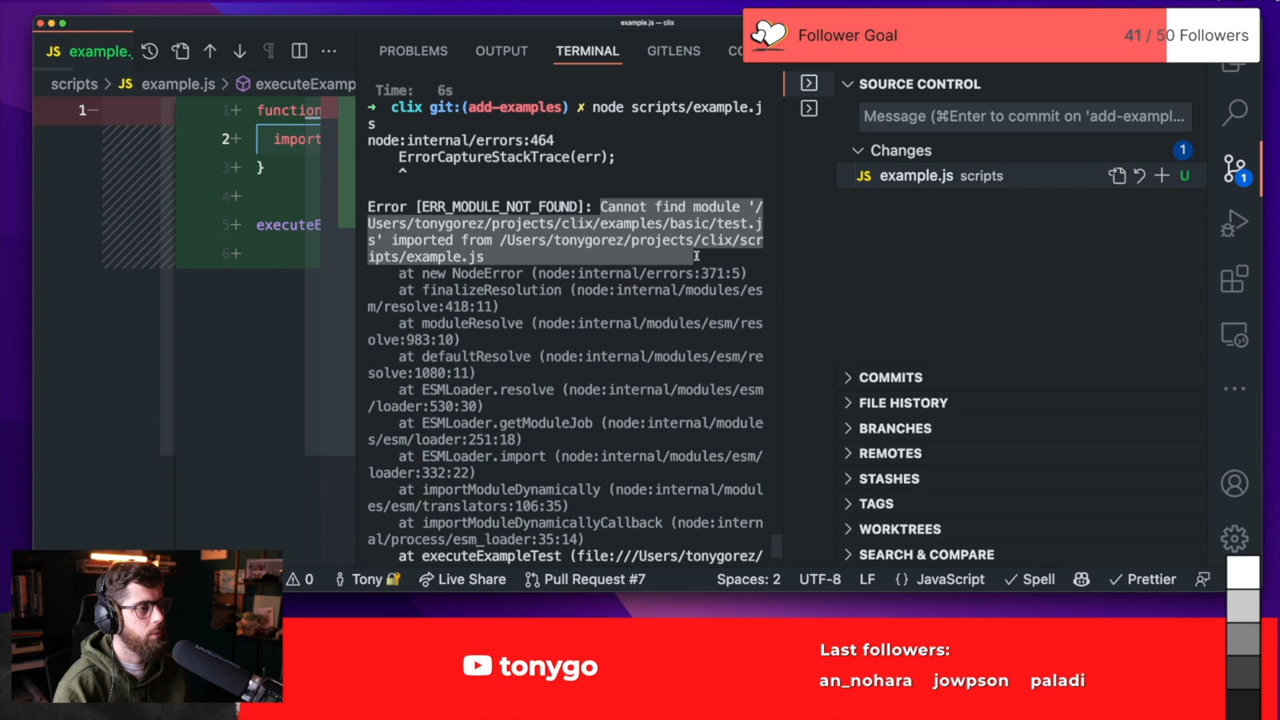 example.js — clix
Follower Goal
41 / 50 Followers
JS example.
PROBLEMS
OUTPUT
TERMINAL
GITLENS
scripts
JS example.js
executeExamp
1
1+ function
2+ import
3+ }
4+
5+ execute
6+
Time: 6s
➜ clix git:(add-examples) ✗ node scripts/example.j
s
node:internal/errors:464
ErrorCaptureStackTrace(err);
^
Error [ERR_MODULE_NOT_FOUND]: Cannot find module '/
Users/tonygorez/projects/clix/examples/basic/test.j
s' imported from /Users/tonygorez/projects/clix/scr
ipts/example.js
at new NodeError (node:internal/errors:371:5)
at finalizeResolution (node:internal/modules/es
m/resolve:418:11)
at moduleResolve (node:internal/modules/esm/res
olve:983:10)
at defaultResolve (node:internal/modules/esm/re
solve:1080:11)
at ESMLoader.resolve (node:internal/modules/esm
/loader:530:30)
at ESMLoader.getModuleJob (node:internal/module
s/esm/loader:251:18)
at ESMLoader.import (node:internal/modules/esm/
loader:332:22)
at importModuleDynamically (node:internal/modul
es/esm/translators:106:35)
at importModuleDynamicallyCallback (node:intern
al/process/esm_loader:35:14)
at executeExampleTest (file:///Users/tonygorez/
SOURCE CONTROL
Message (⌘Enter to commit on 'add-exampl...
Changes
1
JS example.js scripts
U
1
COMMITS
FILE HISTORY
BRANCHES
REMOTES
STASHES
TAGS
WORKTREES
SEARCH & COMPARE
0
Tony 🔐
Live Share
Pull Request #7
Spaces: 2
UTF-8
LF
{} JavaScript
✓ Spell
✓ Prettier
tonygo
Last followers:
an_nohara jowpson paladi